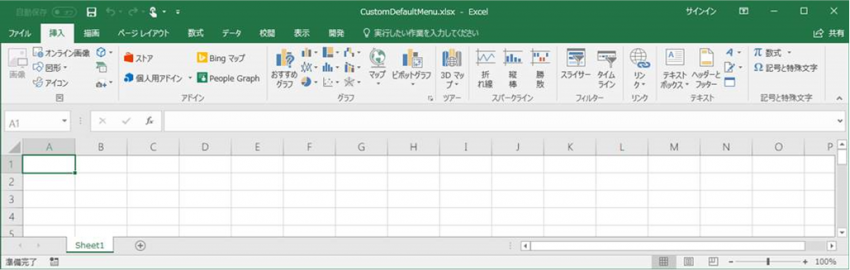 自動保存 オフ CustomDefaultMenu.xlsx - Excel サインイン
ファイル 挿入 描画 ページ レイアウト 数式 データ 校閲 表示 開発 実行したい作業を入力してください 共有
画像 オンライン画像 図形 アイコン
ストア 個人用アドイン Bing マップ People Graph
おすすめ グラフ マップ ピボットグラフ
3D マッ プ
折れ線 縦棒 勝敗
スライサー タイム ライン
リン ク
テキスト ボックス ヘッダーと フッター
π 数式
Ω 記号と特殊文字
図 アドイン グラフ ツアー スパークライン フィルター リンク テキスト 記号と特殊文字
A1 fx
A B C D E F G H I J K L M N O P
1
2
3
4
5
Sheet1
準備完了 100%